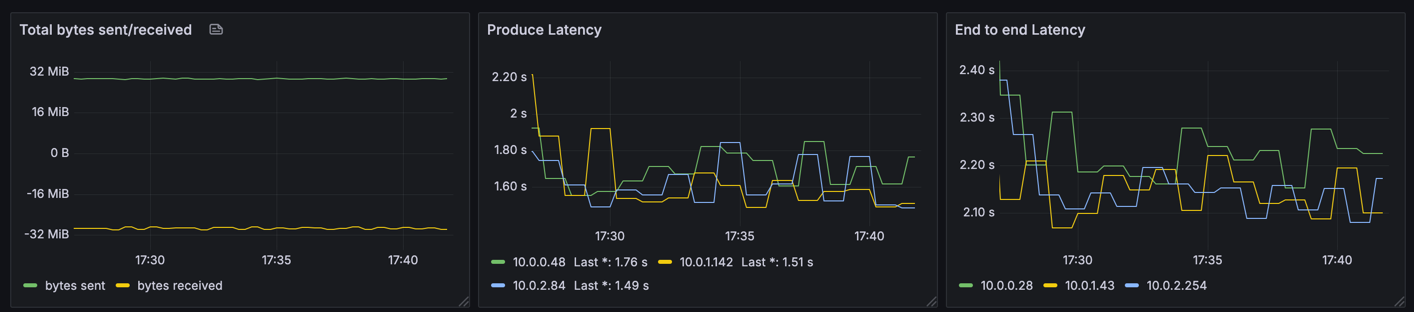 Total bytes sent/received
32 MiB
16 MiB
0 B
-16 MiB
-32 MiB
17:30 17:35 17:40
bytes sent bytes received
Produce Latency
2.20 s
2 s
1.80 s
1.60 s
17:30 17:35 17:40
10.0.0.48 Last *: 1.76 s 10.0.1.142 Last *: 1.51 s
10.0.2.84 Last *: 1.49 s
End to end Latency
2.40 s
2.30 s
2.20 s
2.10 s
17:30 17:35 17:40
10.0.0.28 10.0.1.43 10.0.2.254